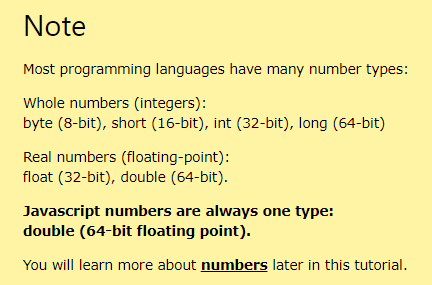 Note
Most programming languages have many number types:
Whole numbers (integers):
byte (8-bit), short (16-bit), int (32-bit), long (64-bit)
Real numbers (floating-point):
float (32-bit), double (64-bit).
Javascript numbers are always one type:
double (64-bit floating point).
You will learn more about numbers later in this tutorial.